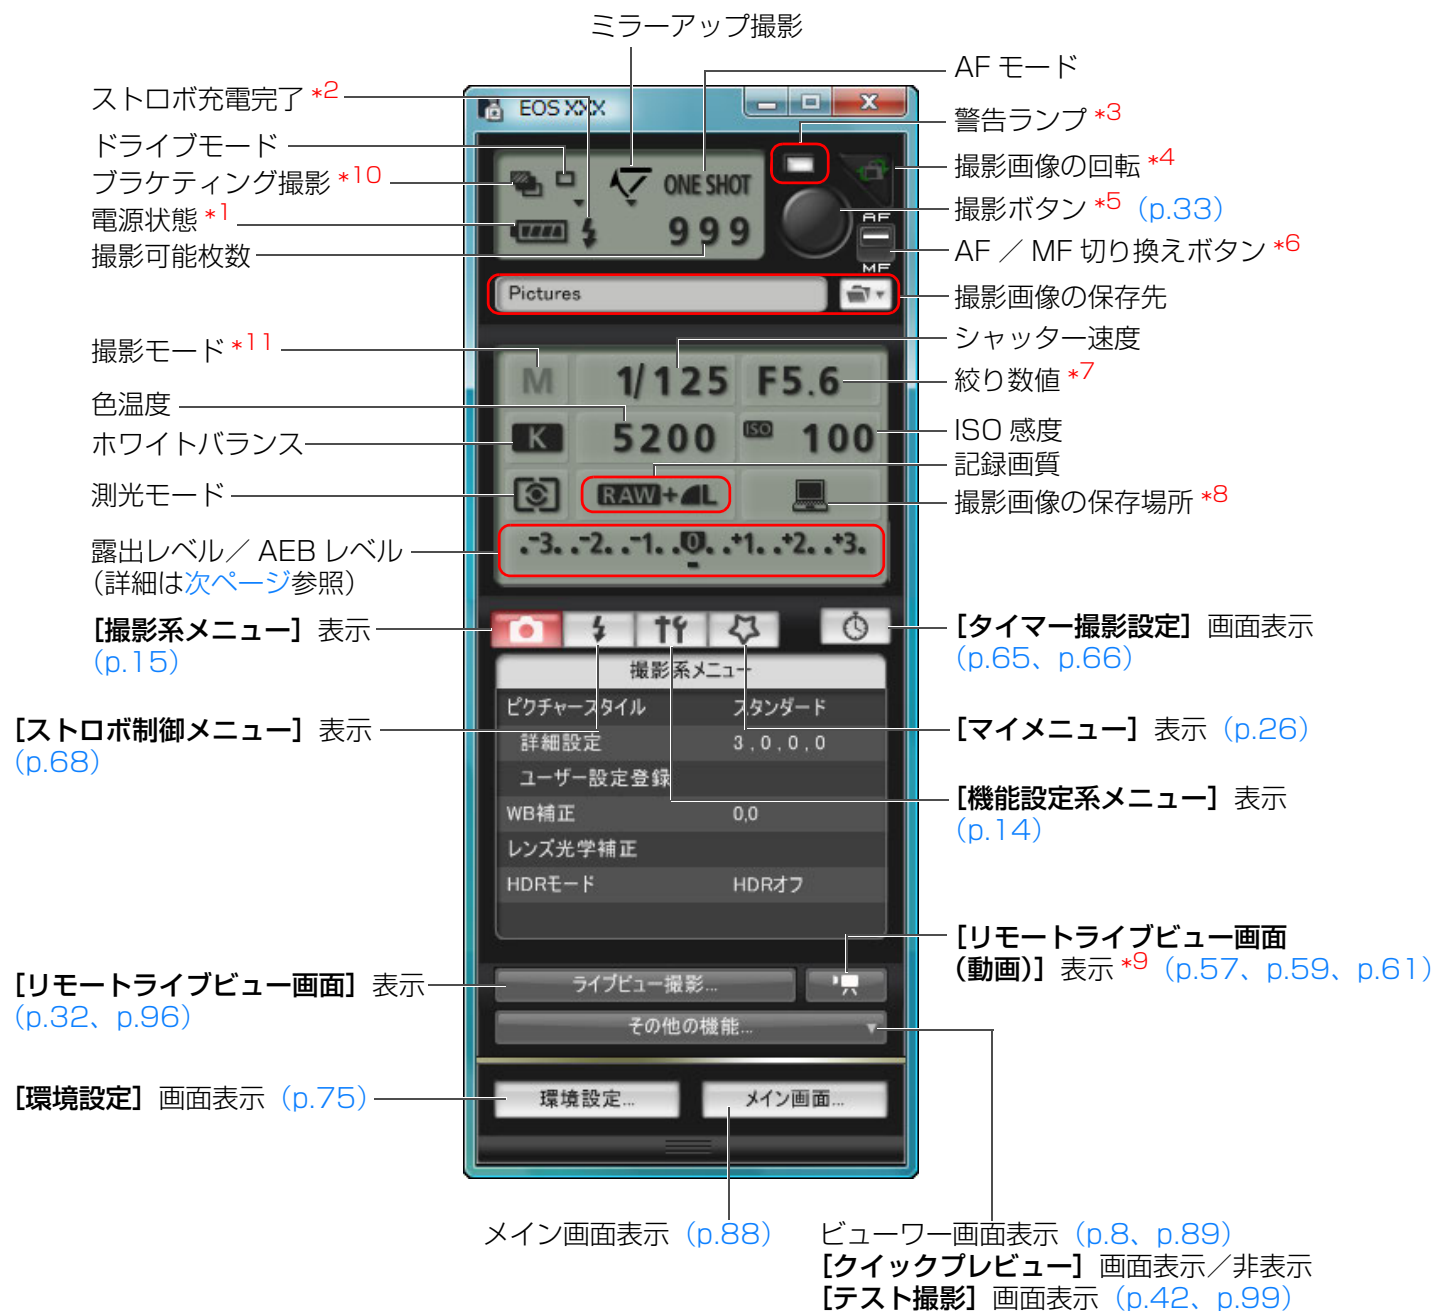 ミラーアップ撮影
AF モード
ストロボ充電完了 *2
警告ランプ *3
ドライブモード
撮影画像の回転 *4
ブラケティング撮影 *10
撮影ボタン *5（p.33）
電源状態 *1
AF ／ MF 切り換えボタン *6
撮影可能枚数
撮影画像の保存先
EOS XXX
ONE SHOT
999
AF
MF
Pictures
撮影モード *11
シャッター速度
絞り数値 *7
色温度
ISO 感度
ホワイトバランス
記録画質
測光モード
撮影画像の保存場所 *8
露出レベル／ AEB レベル
（詳細は次ページ参照）
M 1/125 F5.6
K 5200 ISO 100
RAW+L
.-3..-2..-1..0..+1..+2..+3.
［撮影系メニュー］表示
（p.15）
［タイマー撮影設定］画面表示
（p.65、p.66）
撮影系メニュー
ピクチャースタイル スタンダード
詳細設定 3,0,0,0
ユーザー設定登録
WB補正 0,0
レンズ光学補正
HDRモード HDRオフ
［ストロボ制御メニュー］表示
（p.68）
［マイメニュー］表示（p.26）
［機能設定系メニュー］表示
（p.14）
［リモートライブビュー画面
（動画）］表示 *9（p.57、p.59、p.61）
［リモートライブビュー画面］表示
（p.32、p.96）
ライブビュー撮影...
その他の機能...
［環境設定］画面表示（p.75）
環境設定...
メイン画面...
メイン画面表示（p.88）
ビューワー画面表示（p.8、p.89）
［クイックプレビュー］画面表示／非表示
［テスト撮影］画面表示（p.42、p.99）